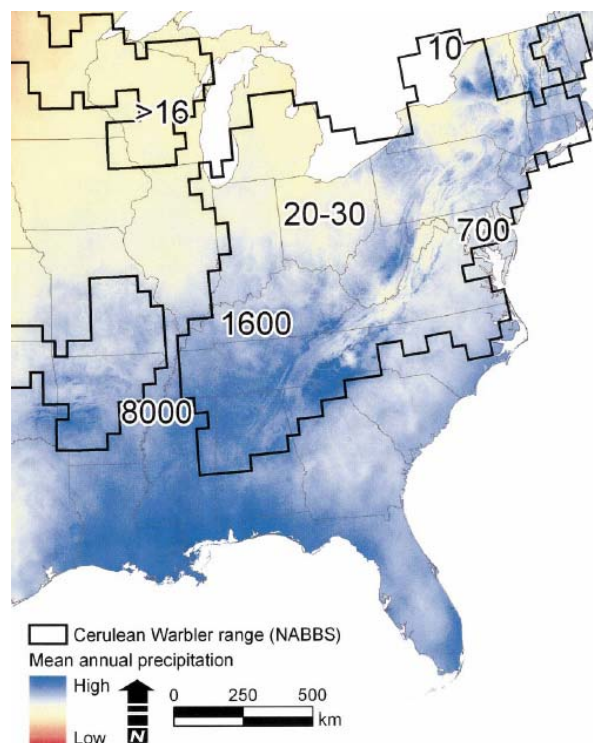 10
>16
20-30
700
1600
8000
Cerulean Warbler range (NABBS)
Mean annual precipitation
High
Low
N
0 250 500
km